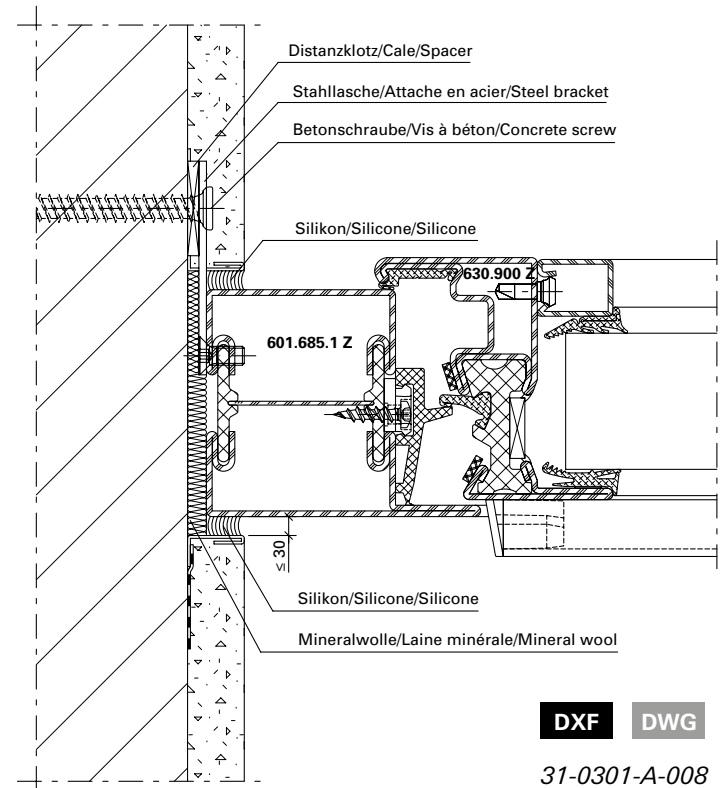 Distanzklotz/Cale/Spacer
Stahllasche/Attache en acier/Steel bracket
Betonschraube/Vis à béton/Concrete screw
Silikon/Silicone/Silicone
630.900 Z
601.685.1 Z
≤ 30
Silikon/Silicone/Silicone
Mineralwolle/Laine minérale/Mineral wool
DXF DWG
31-0301-A-008